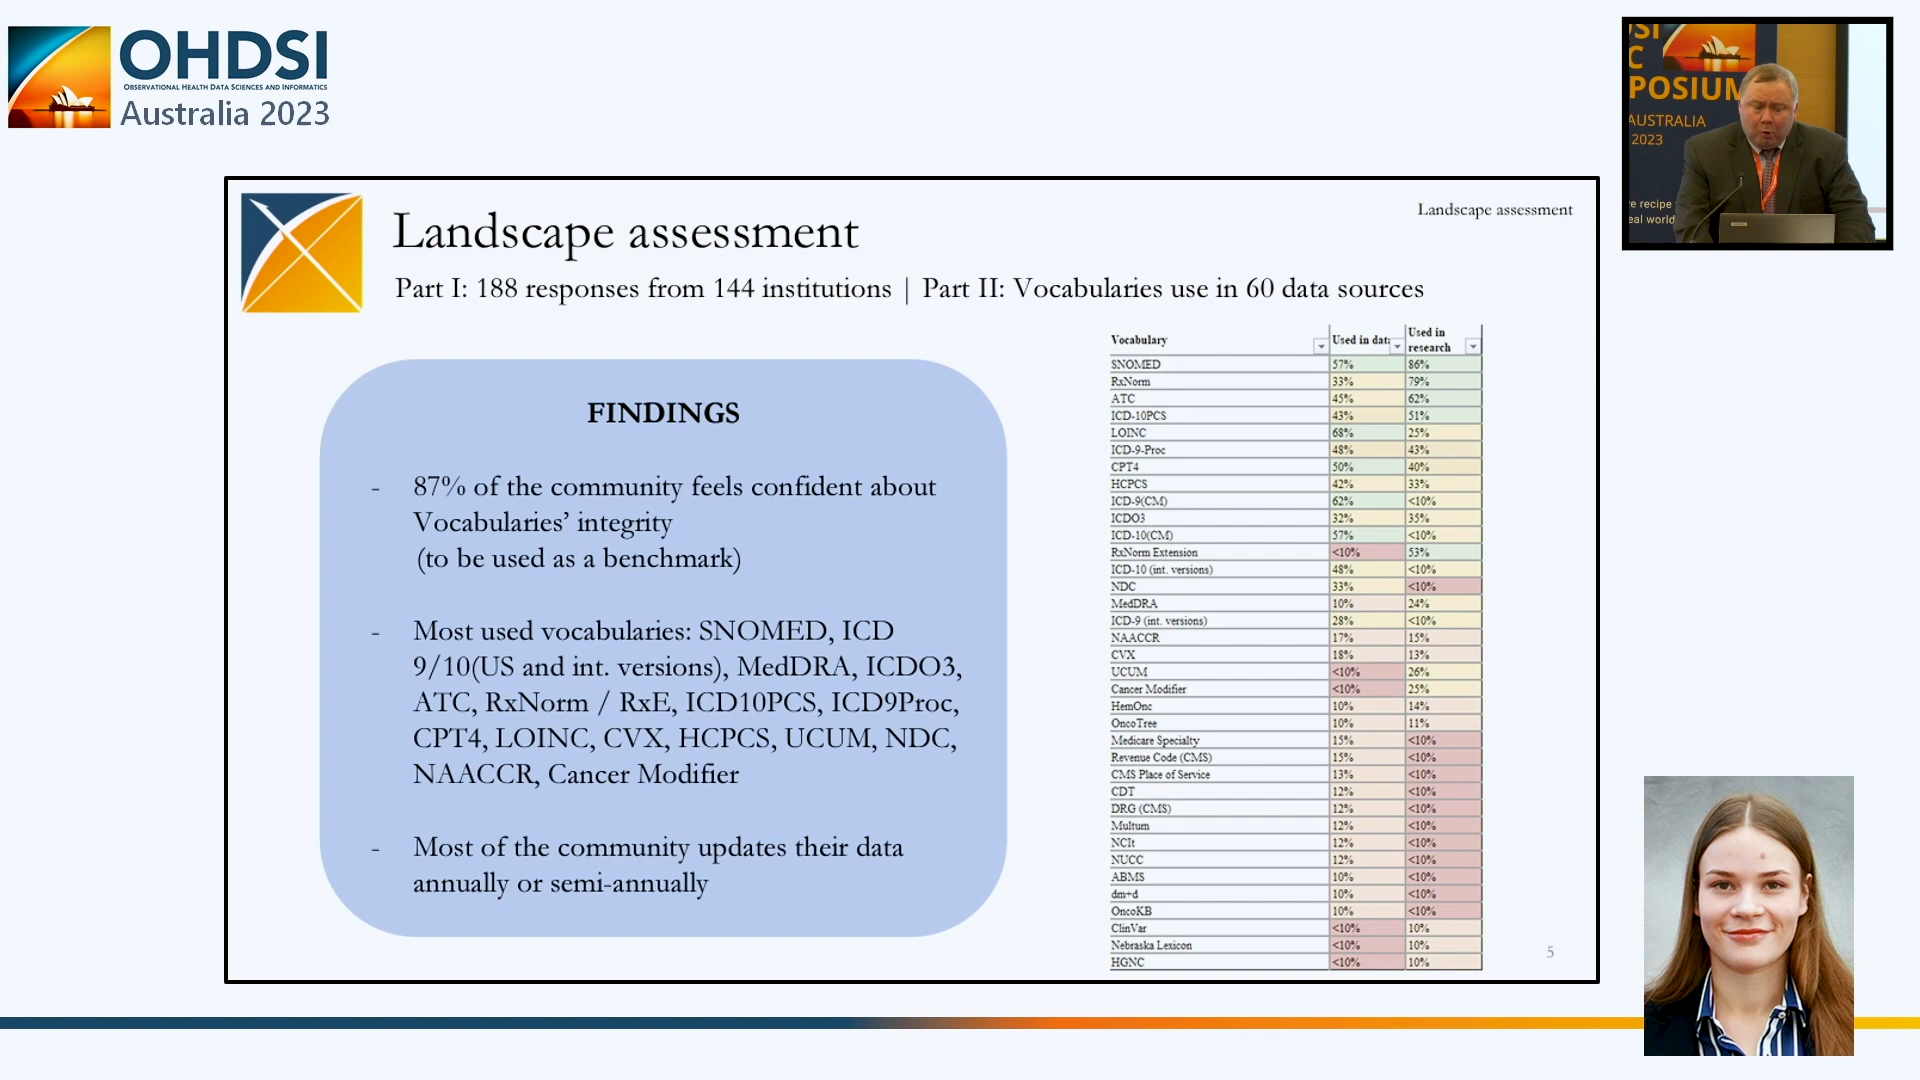 OHDSI
OBSERVATIONAL HEALTH DATA SCIENCES AND INFORMATICS
Australia 2023
SI
C
POSIUM
AUSTRALIA
2023
re recipe
eal world
Landscape assessment
Landscape assessment
Part I: 188 responses from 144 institutions | Part II: Vocabularies use in 60 data sources
FINDINGS
- 87% of the community feels confident about
Vocabularies’ integrity
(to be used as a benchmark)
- Most used vocabularies: SNOMED, ICD
9/10(US and int. versions), MedDRA, ICDO3,
ATC, RxNorm / RxE, ICD10PCS, ICD9Proc,
CPT4, LOINC, CVX, HCPCS, UCUM, NDC,
NAACCR, Cancer Modifier
- Most of the community updates their data
annually or semi-annually
Vocabulary Used in data Used in research
SNOMED 57% 86%
RxNorm 33% 79%
ATC 45% 62%
ICD-10PCS 43% 51%
LOINC 68% 25%
ICD-9-Proc 48% 43%
CPT4 50% 40%
HCPCS 42% 33%
ICD-9(CM) 62% <10%
ICDO3 32% 35%
ICD-10(CM) 57% <10%
RxNorm Extension <10% 53%
ICD-10 (int. versions) 48% <10%
NDC 33% <10%
MedDRA 10% 24%
ICD-9 (int. versions) 28% <10%
NAACCR 17% 15%
CVX 18% 13%
UCUM <10% 26%
Cancer Modifier <10% 25%
HemOnc 10% 14%
OncoTree 10% 11%
Medicare Specialty 15% <10%
Revenue Code (CMS) 15% <10%
CMS Place of Service 13% <10%
CDT 12% <10%
DRG (CMS) 12% <10%
Multum 12% <10%
NCIt 12% <10%
NUCC 12% <10%
ABMS 10% <10%
dm+d 10% <10%
OncoKB 10% <10%
ClinVar <10% 10%
Nebraska Lexicon <10% 10%
HGNC <10% 10%
5